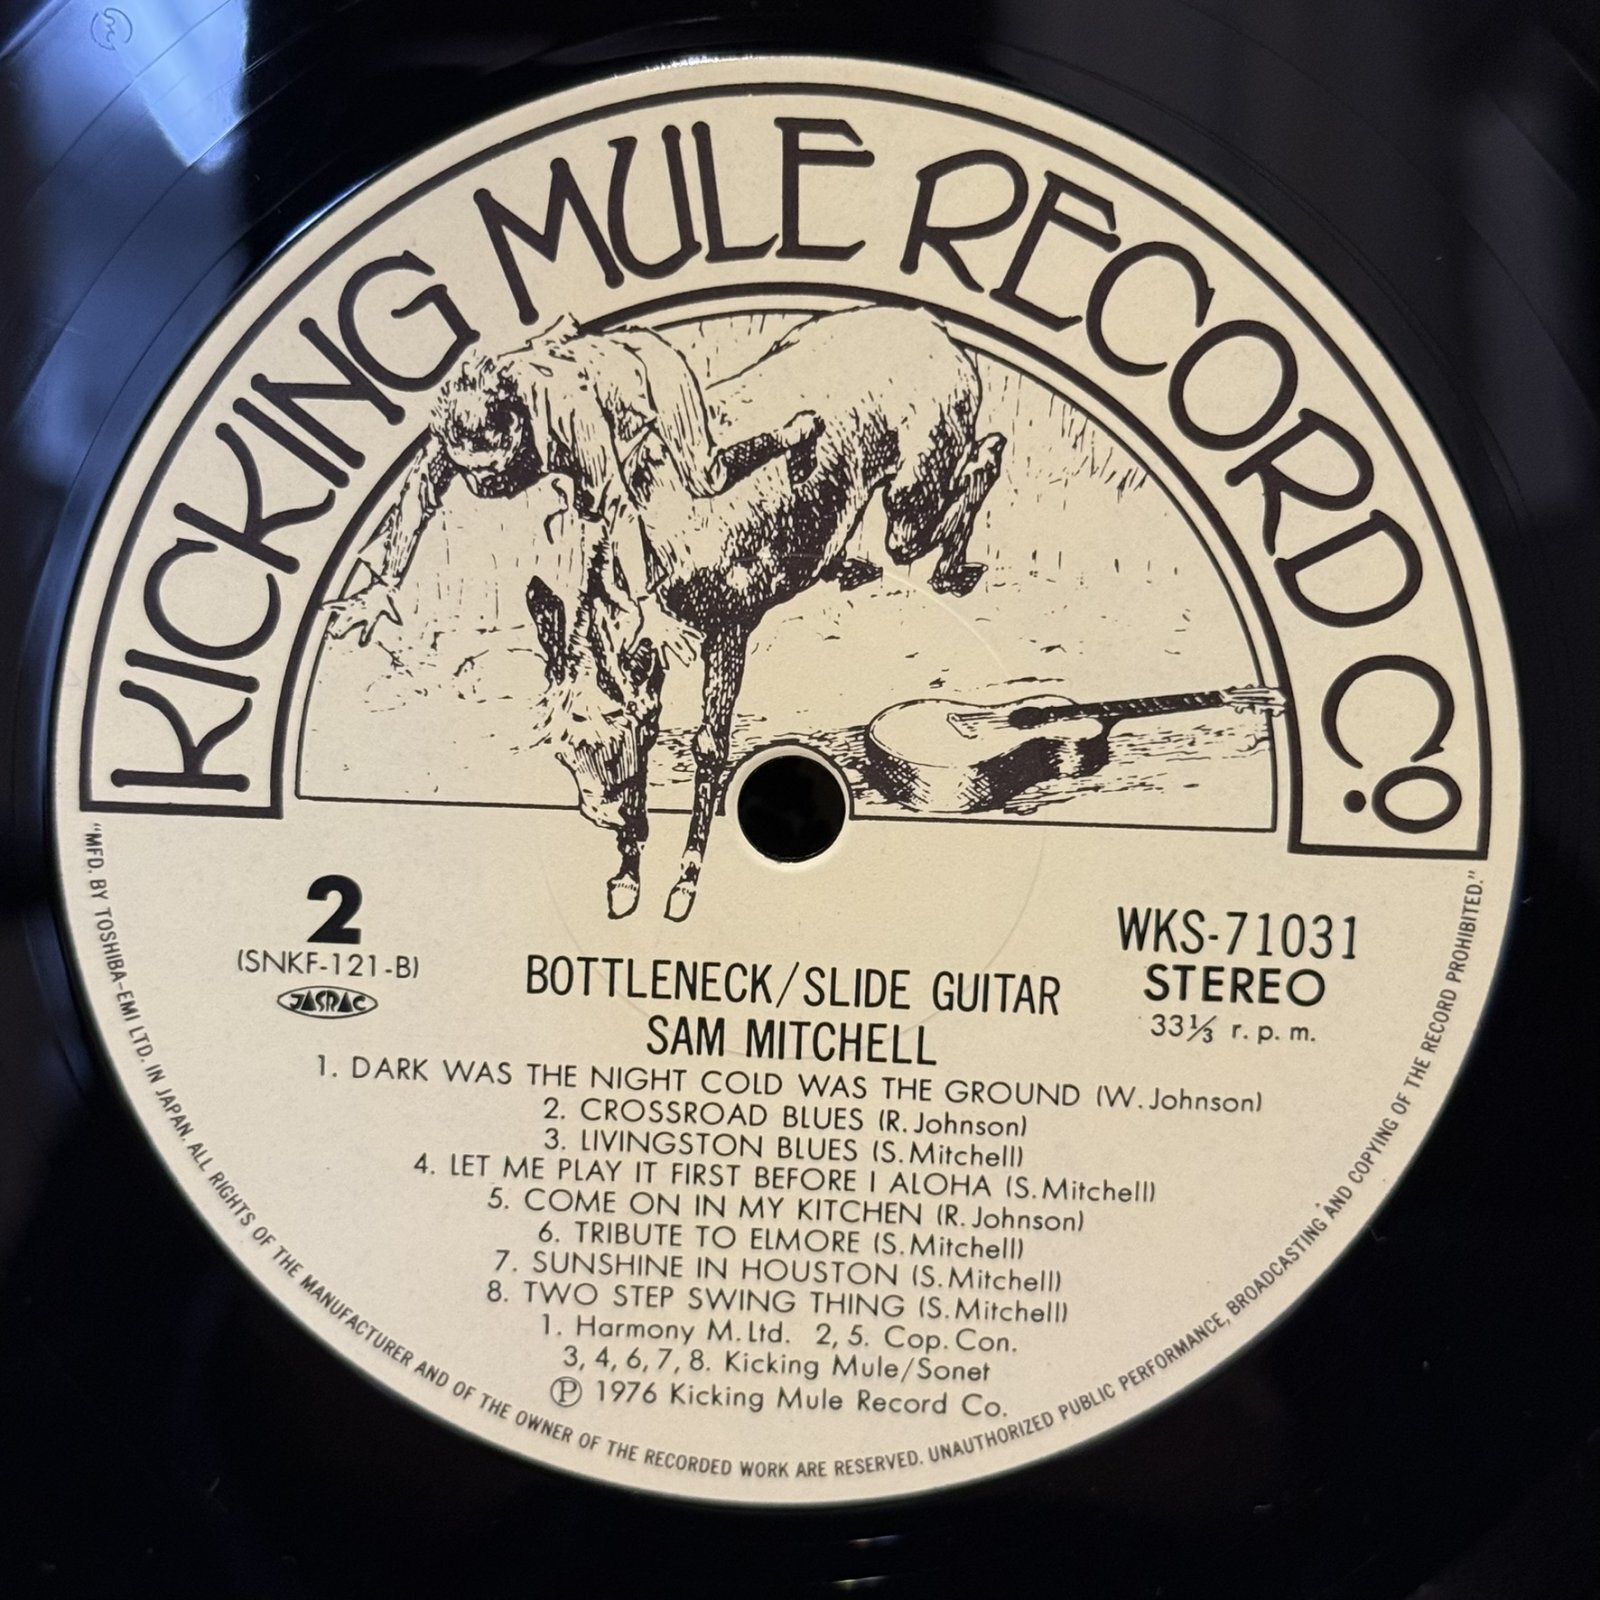 KICKING MULE RECORD Co.
2
(SNKF-121-B)
JASRAC
WKS-71031
STEREO
33⅓ r.p.m.
BOTTLENECK/SLIDE GUITAR
SAM MITCHELL
1. DARK WAS THE NIGHT COLD WAS THE GROUND (W. Johnson)
2. CROSSROAD BLUES (R. Johnson)
3. LIVINGSTON BLUES (S. Mitchell)
4. LET ME PLAY IT FIRST BEFORE I ALOHA (S. Mitchell)
5. COME ON IN MY KITCHEN (R. Johnson)
6. TRIBUTE TO ELMORE (S. Mitchell)
7. SUNSHINE IN HOUSTON (S. Mitchell)
8. TWO STEP SWING THING (S. Mitchell)
1. Harmony M. Ltd. 2, 5. Cop. Con.
3, 4, 6, 7, 8. Kicking Mule/Sonet
Ⓟ 1976 Kicking Mule Record Co.
"MFD. BY TOSHIBA-EMI LTD. IN JAPAN. ALL RIGHTS OF THE MANUFACTURER AND OF THE OWNER OF THE RECORDED WORK ARE RESERVED. UNAUTHORIZED PUBLIC PERFORMANCE, BROADCASTING AND COPYING OF THE RECORD PROHIBITED."